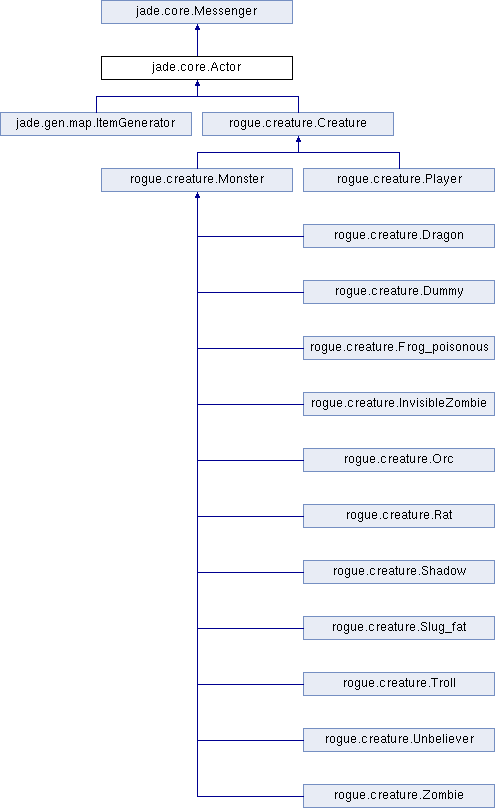 jade.core.Messenger
jade.core.Actor
jade.gen.map.ItemGenerator
rogue.creature.Creature
rogue.creature.Monster
rogue.creature.Player
rogue.creature.Dragon
rogue.creature.Dummy
rogue.creature.Frog_poisonous
rogue.creature.InvisibleZombie
rogue.creature.Orc
rogue.creature.Rat
rogue.creature.Shadow
rogue.creature.Slug_fat
rogue.creature.Troll
rogue.creature.Unbeliever
rogue.creature.Zombie